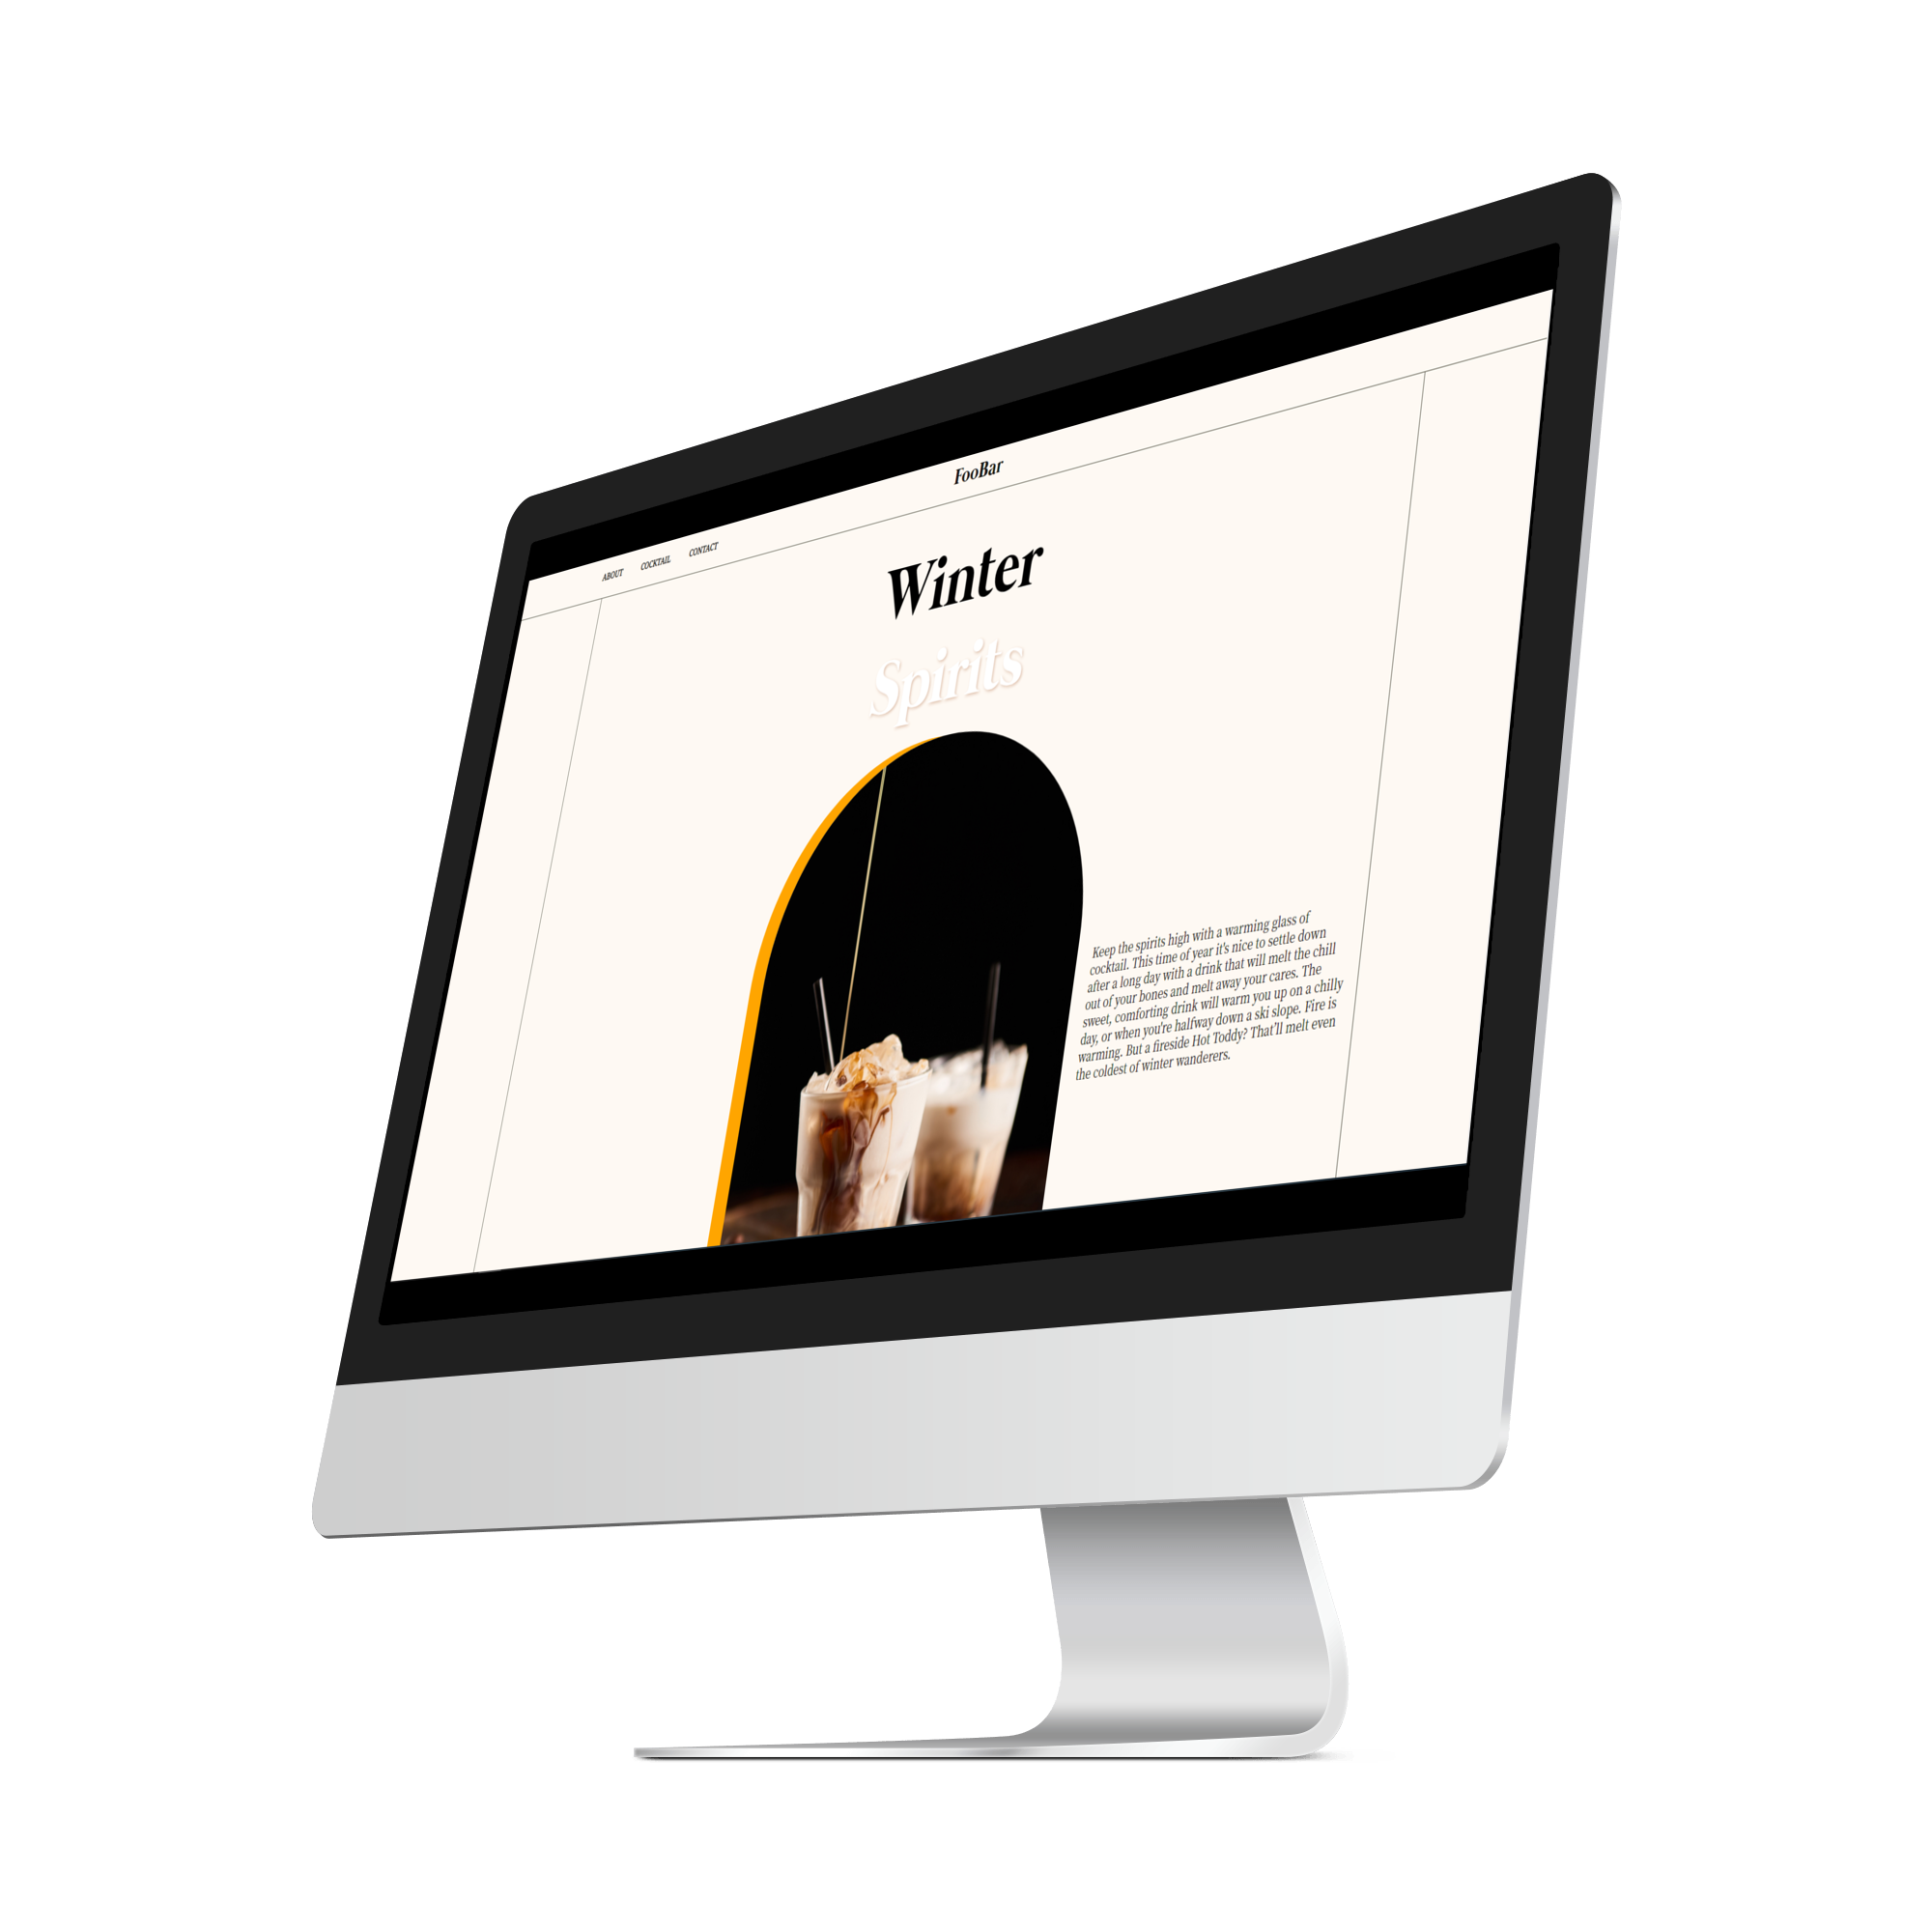 FooBar
ABOUT COCKTAIL CONTACT
Winter
Spirits
Keep the spirits high with a warming glass of
cocktail. This time of year it's nice to settle down
after a long day with a drink that will melt the chill
out of your bones and melt away your cares. The
sweet, comforting drink will warm you up on a chilly
day, or when you're halfway down a ski slope. Fire is
warming. But a fireside Hot Toddy? That'll melt even
the coldest of winter wanderers.